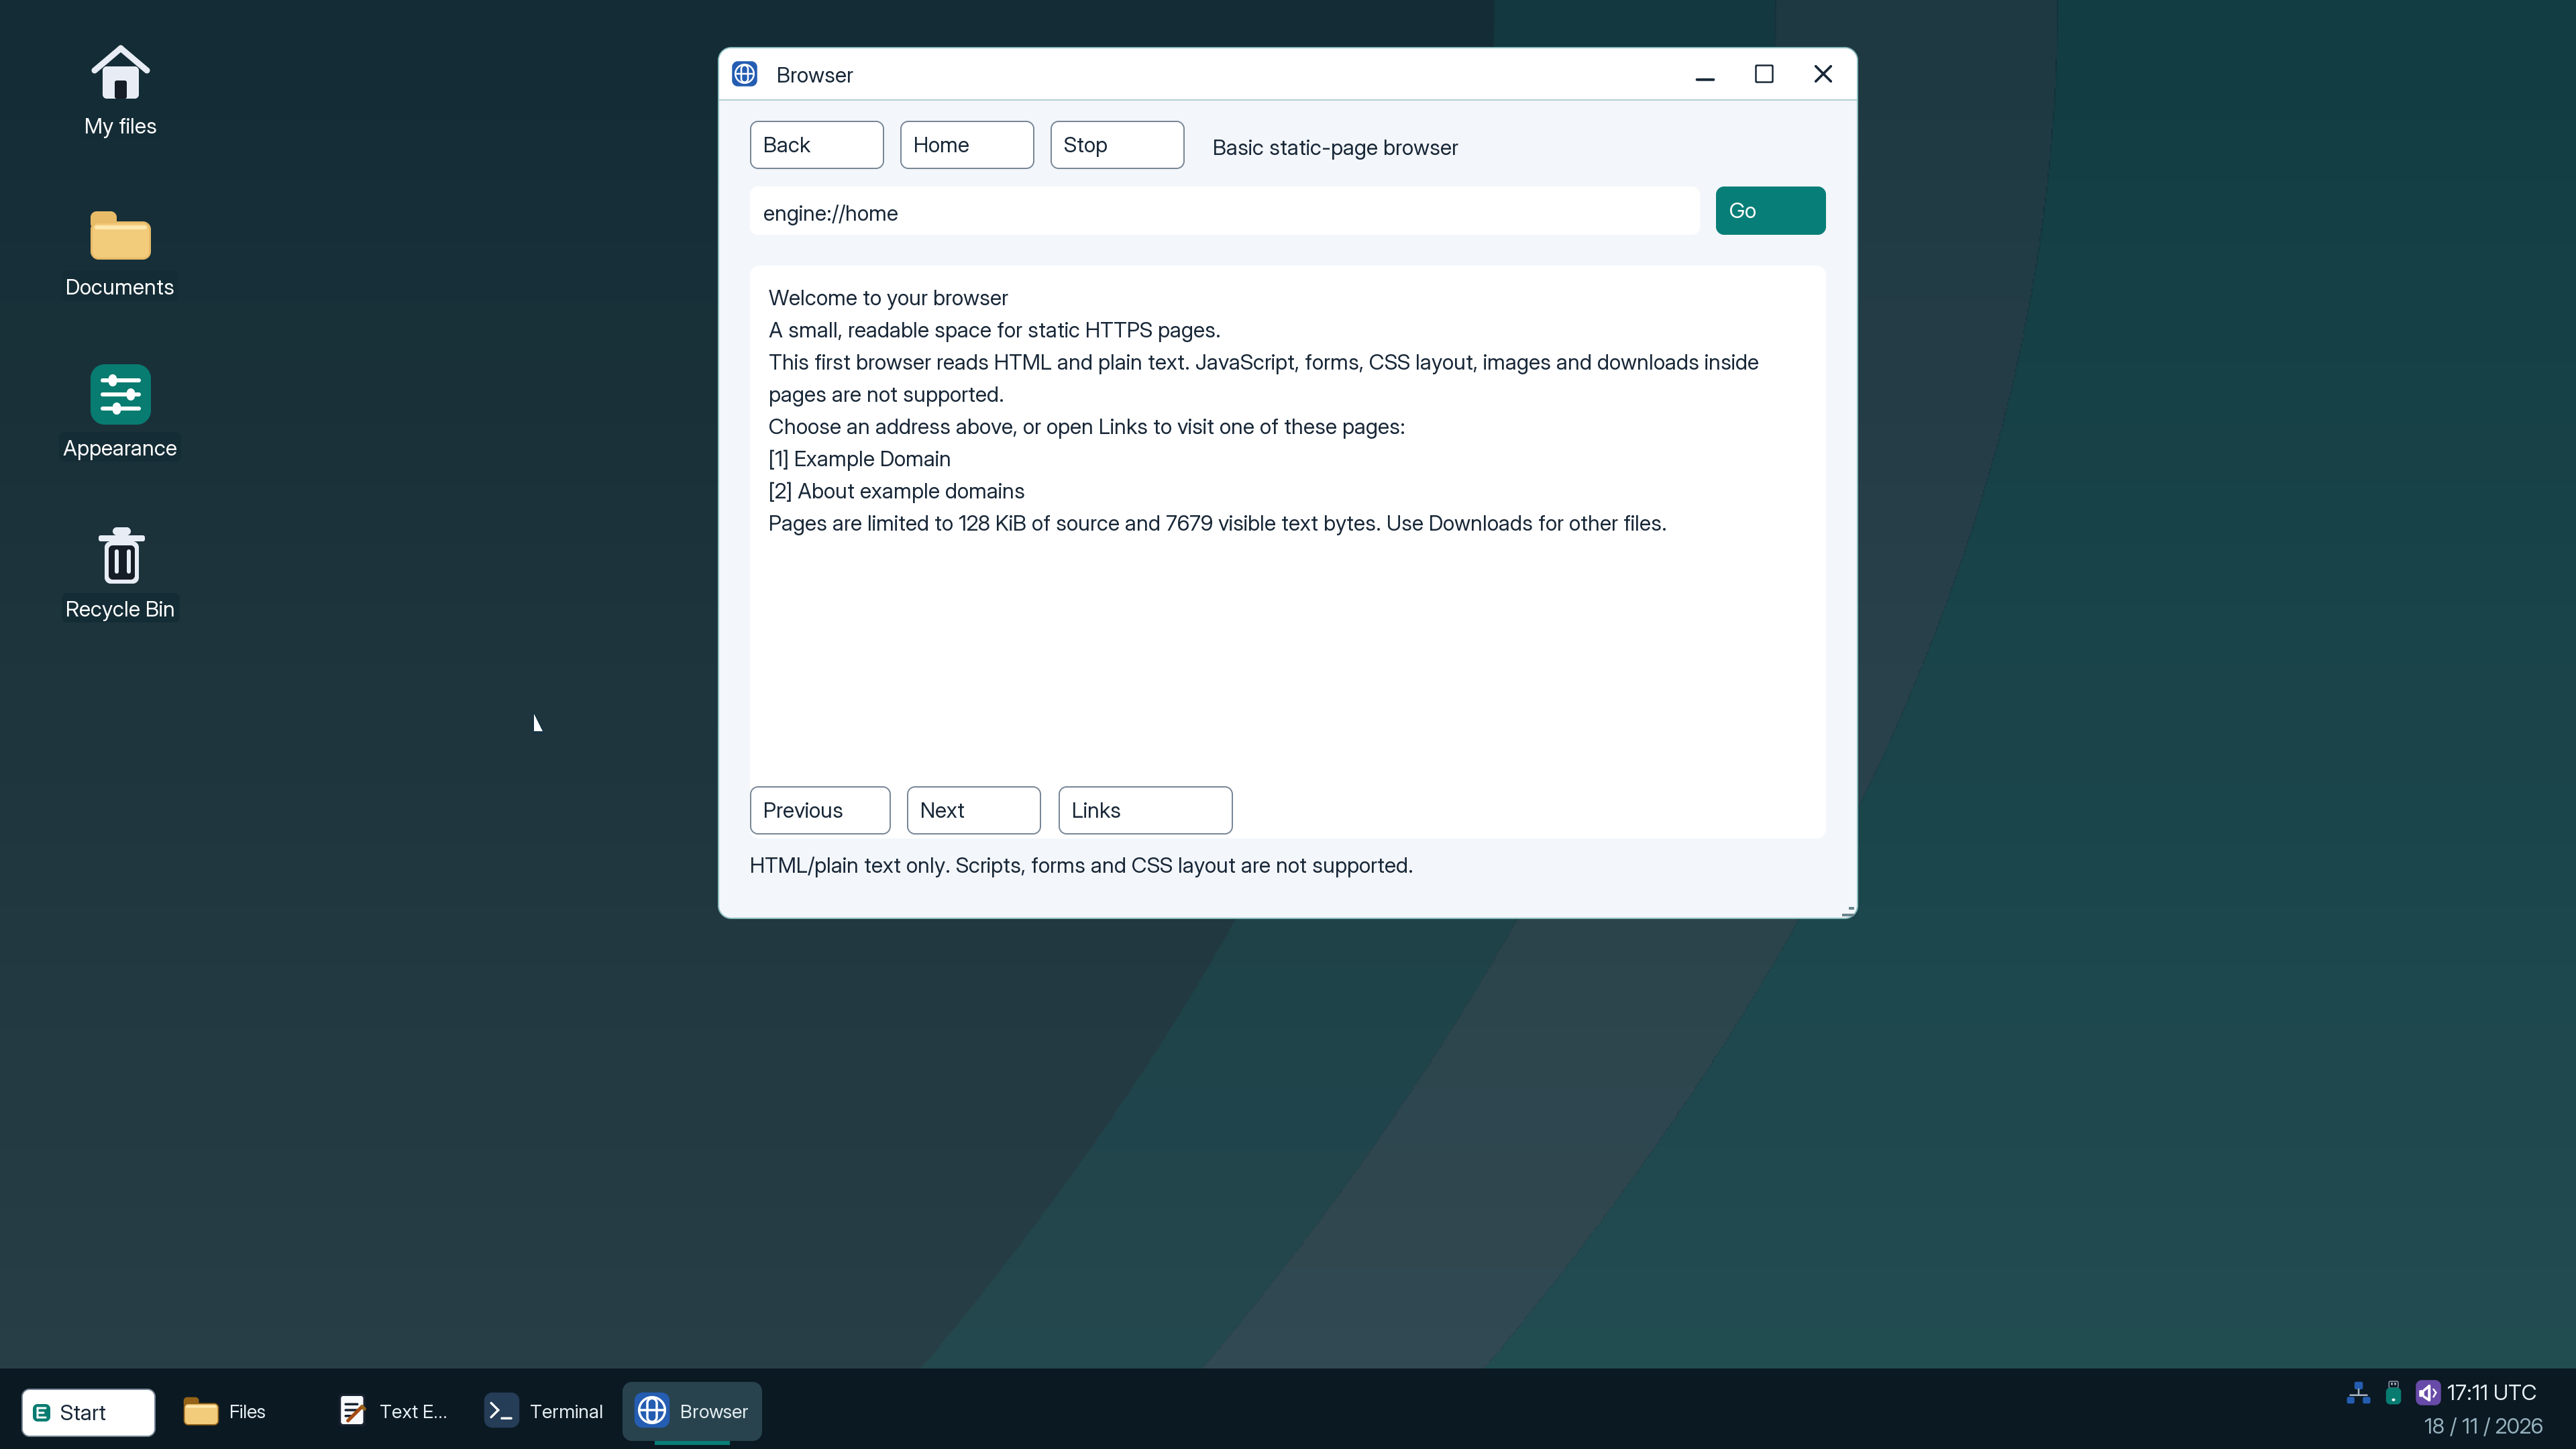 My files
Documents
Appearance
Recycle Bin
Browser
Back
Home
Stop
Basic static-page browser
engine://home
Go
Welcome to your browser
A small, readable space for static HTTPS pages.
This first browser reads HTML and plain text. JavaScript, forms, CSS layout, images and downloads inside
pages are not supported.
Choose an address above, or open Links to visit one of these pages:
[1] Example Domain
[2] About example domains
Pages are limited to 128 KiB of source and 7679 visible text bytes. Use Downloads for other files.
Previous
Next
Links
HTML/plain text only. Scripts, forms and CSS layout are not supported.
E Start
Files
Text E...
Terminal
Browser
17:11 UTC
18 / 11 / 2026